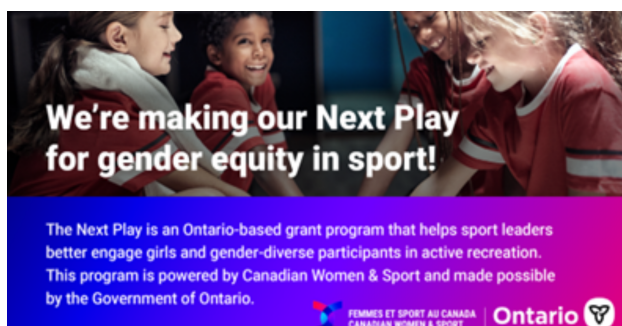 We're making our Next Play
for gender equity in sport!
The Next Play is an Ontario-based grant program that helps sport leaders
better engage girls and gender-diverse participants in active recreation.
This program is powered by Canadian Women & Sport and made possible
by the Government of Ontario.
FEMMES ET SPORT AU CANADA
CANADIAN WOMEN & SPORT
Ontario